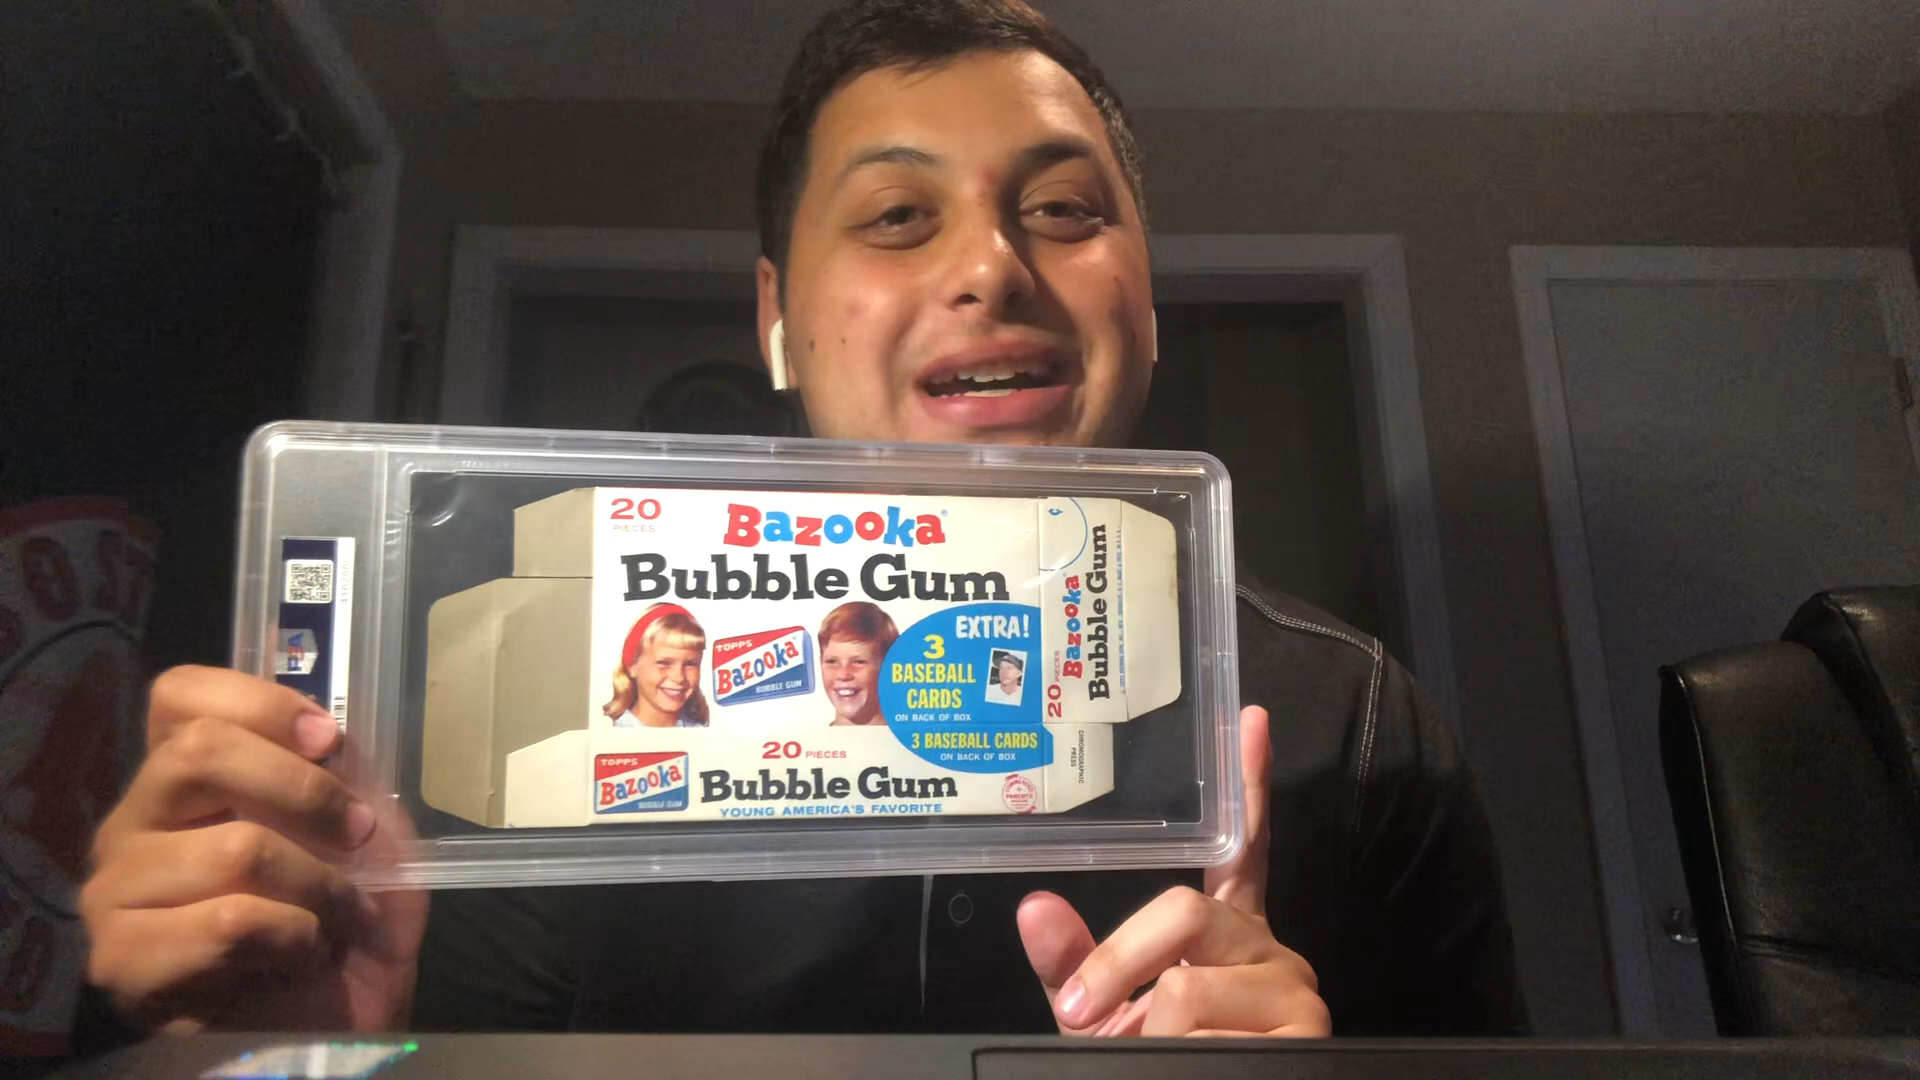 20
PIECES
Bazooka®
Bubble Gum
TOPPS
Bazooka
BUBBLE GUM
EXTRA!
3
BASEBALL
CARDS
ON BACK OF BOX
3 BASEBALL CARDS
ON BACK OF BOX
20 PIECES
TOPPS
Bazooka
BUBBLE GUM
Bubble Gum
YOUNG AMERICA'S FAVORITE
¢
20 PIECES
Bazooka
Bubble Gum
CHROMOGRAPHIC
PRESS
PSA